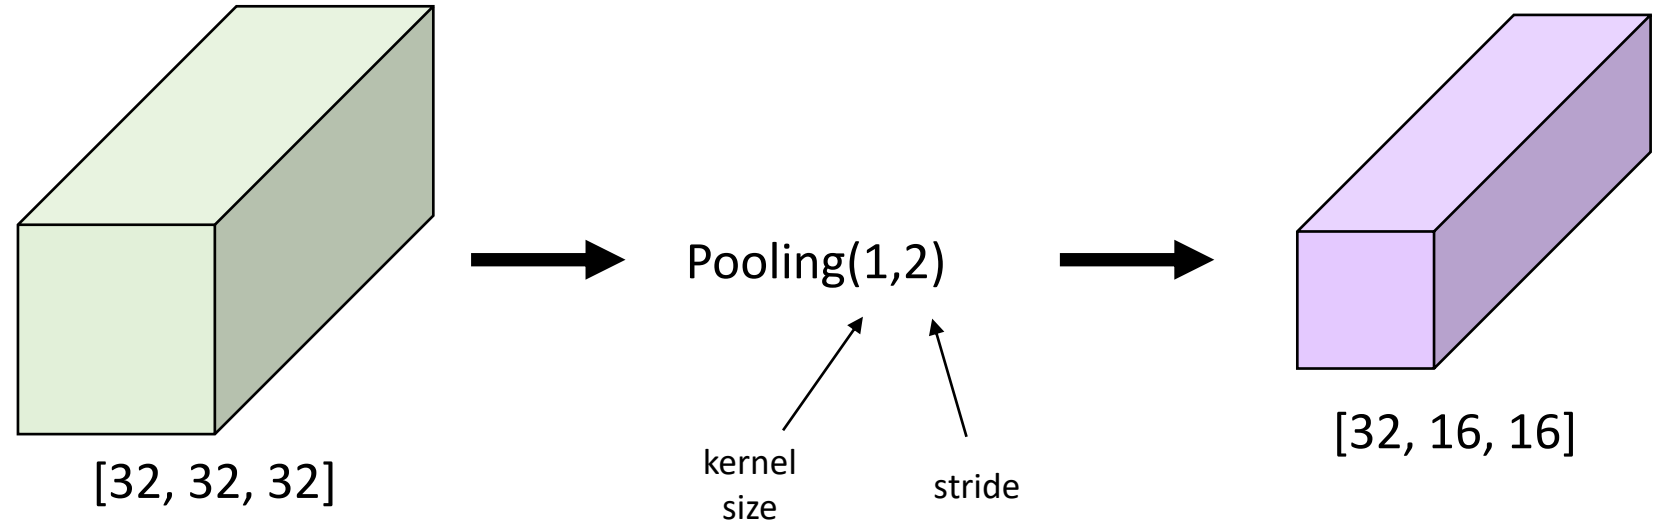 Pooling(1,2)
kernel
size
stride
[32, 32, 32]
[32, 16, 16]